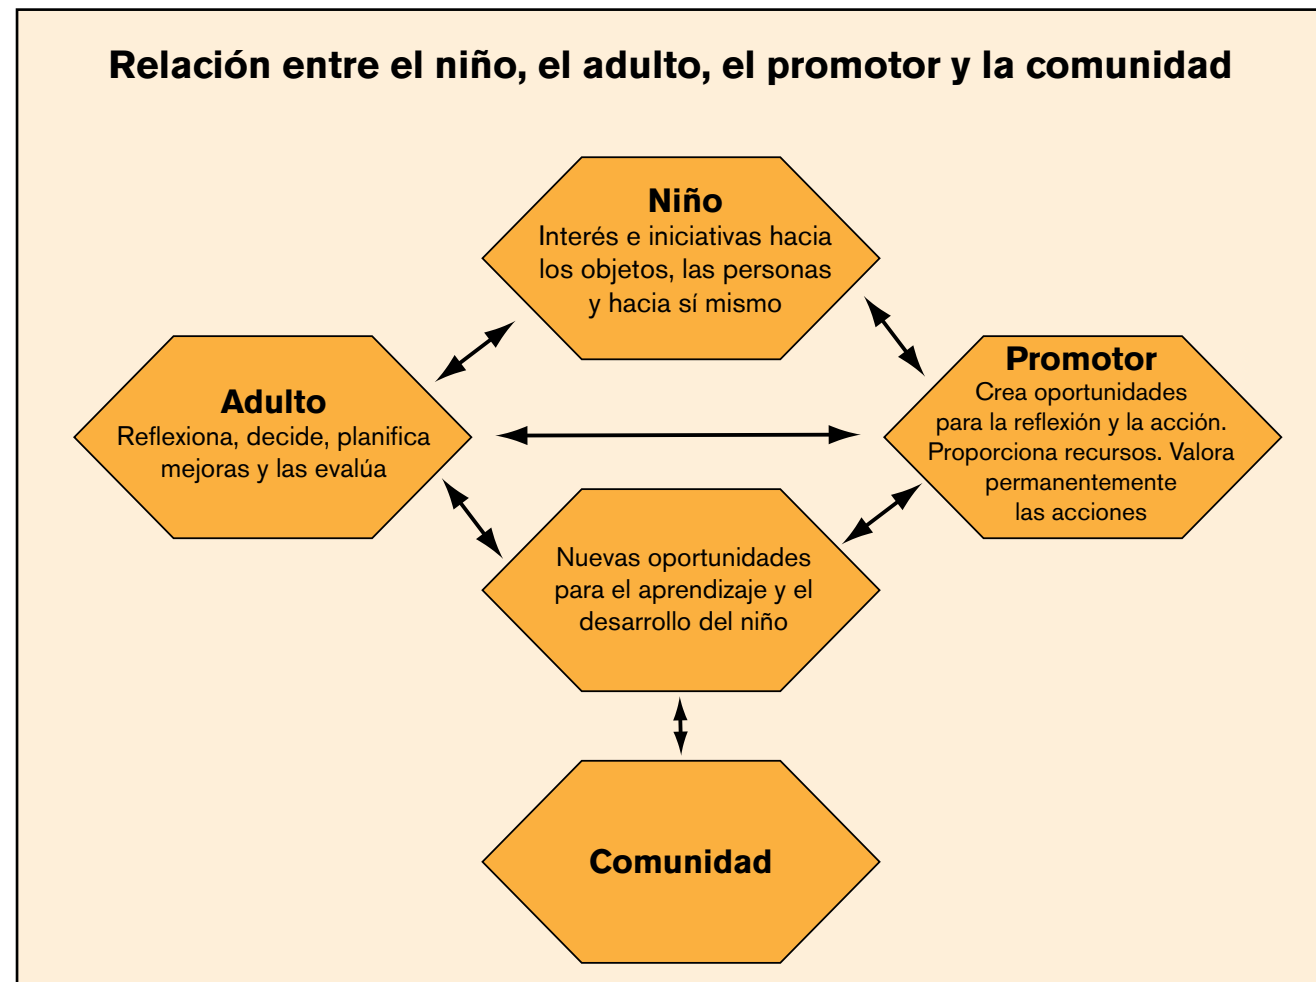 Relación entre el niño, el adulto, el promotor y la comunidad
Niño
Interés e iniciativas hacia
los objetos, las personas
y hacia sí mismo
Adulto
Reflexiona, decide, planifica
mejoras y las evalúa
Promotor
Crea oportunidades
para la reflexión y la acción.
Proporciona recursos. Valora
permanentemente
las acciones
Nuevas oportunidades
para el aprendizaje y el
desarrollo del niño
Comunidad